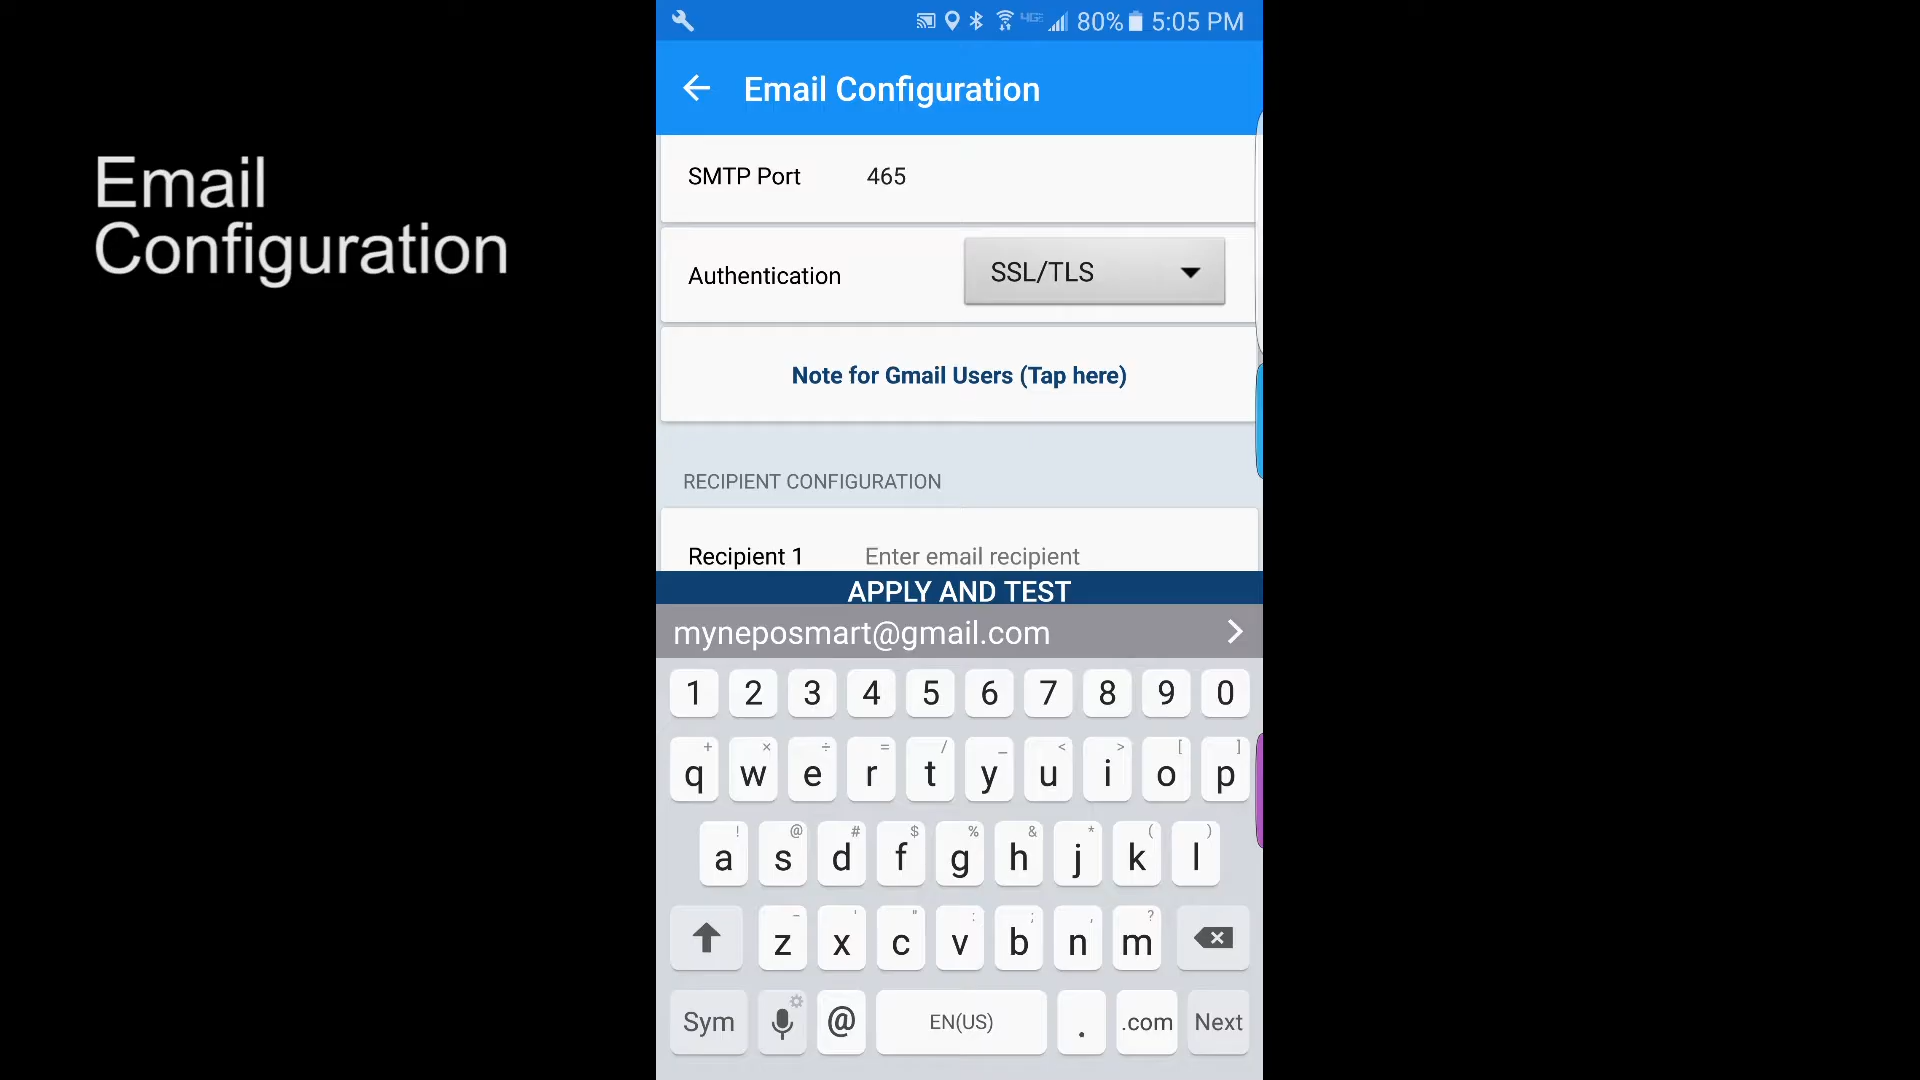 Email
Configuration
4GE 80% 5:05 PM
Email Configuration
SMTP Port 465
Authentication SSL/TLS
Note for Gmail Users (Tap here)
RECIPIENT CONFIGURATION
Recipient 1 Enter email recipient
APPLY AND TEST
myneposmart@gmail.com
1 2 3 4 5 6 7 8 9 0
+ × ÷ = / _ < > [ ]
q w e r t y u i o p
! @ # $ % & * ( )
a s d f g h j k l
- ' " : ; , ?
z x c v b n m
Sym @ EN(US) . .com Next